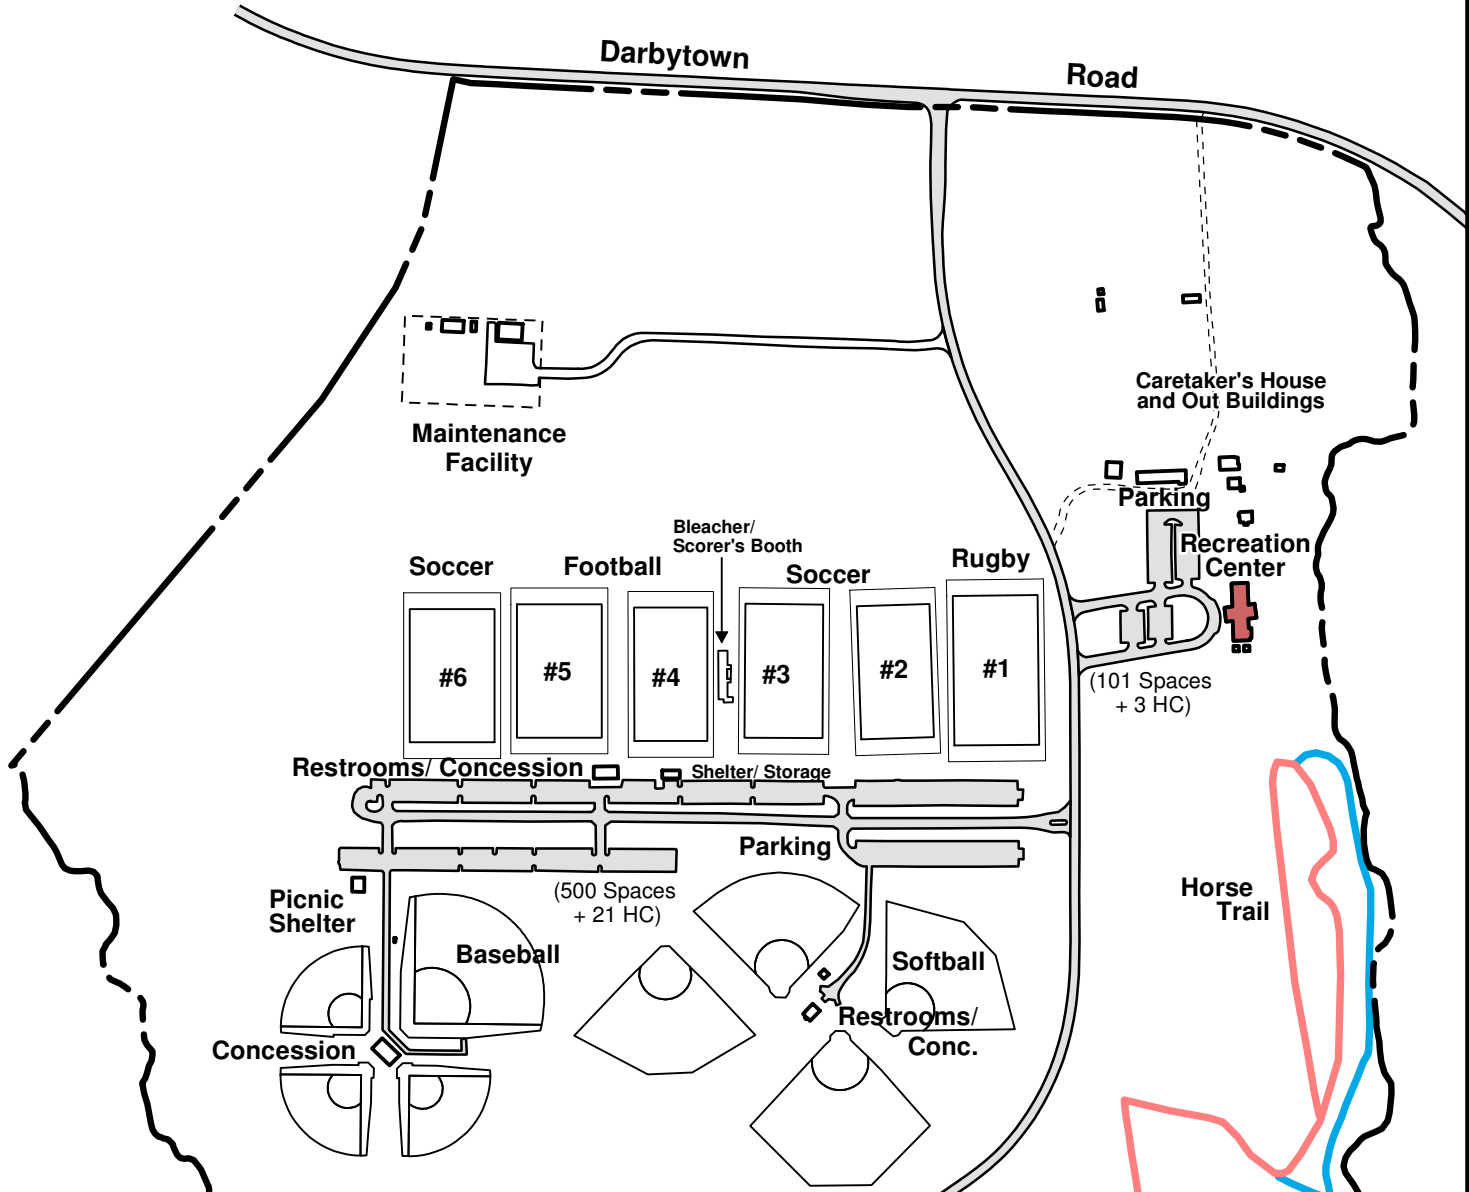 Darbytown
Road
Caretaker's House
and Out Buildings
Maintenance
Facility
Parking
Bleacher/
Scorer's Booth
Recreation
Center
Soccer
Football
Soccer
Rugby
#6
#5
#4
#3
#2
#1
(101 Spaces
+ 3 HC)
Restrooms/ Concession
Shelter/ Storage
Parking
(500 Spaces
+ 21 HC)
Picnic
Shelter
Horse
Trail
Baseball
Softball
Restrooms/
Conc.
Concession